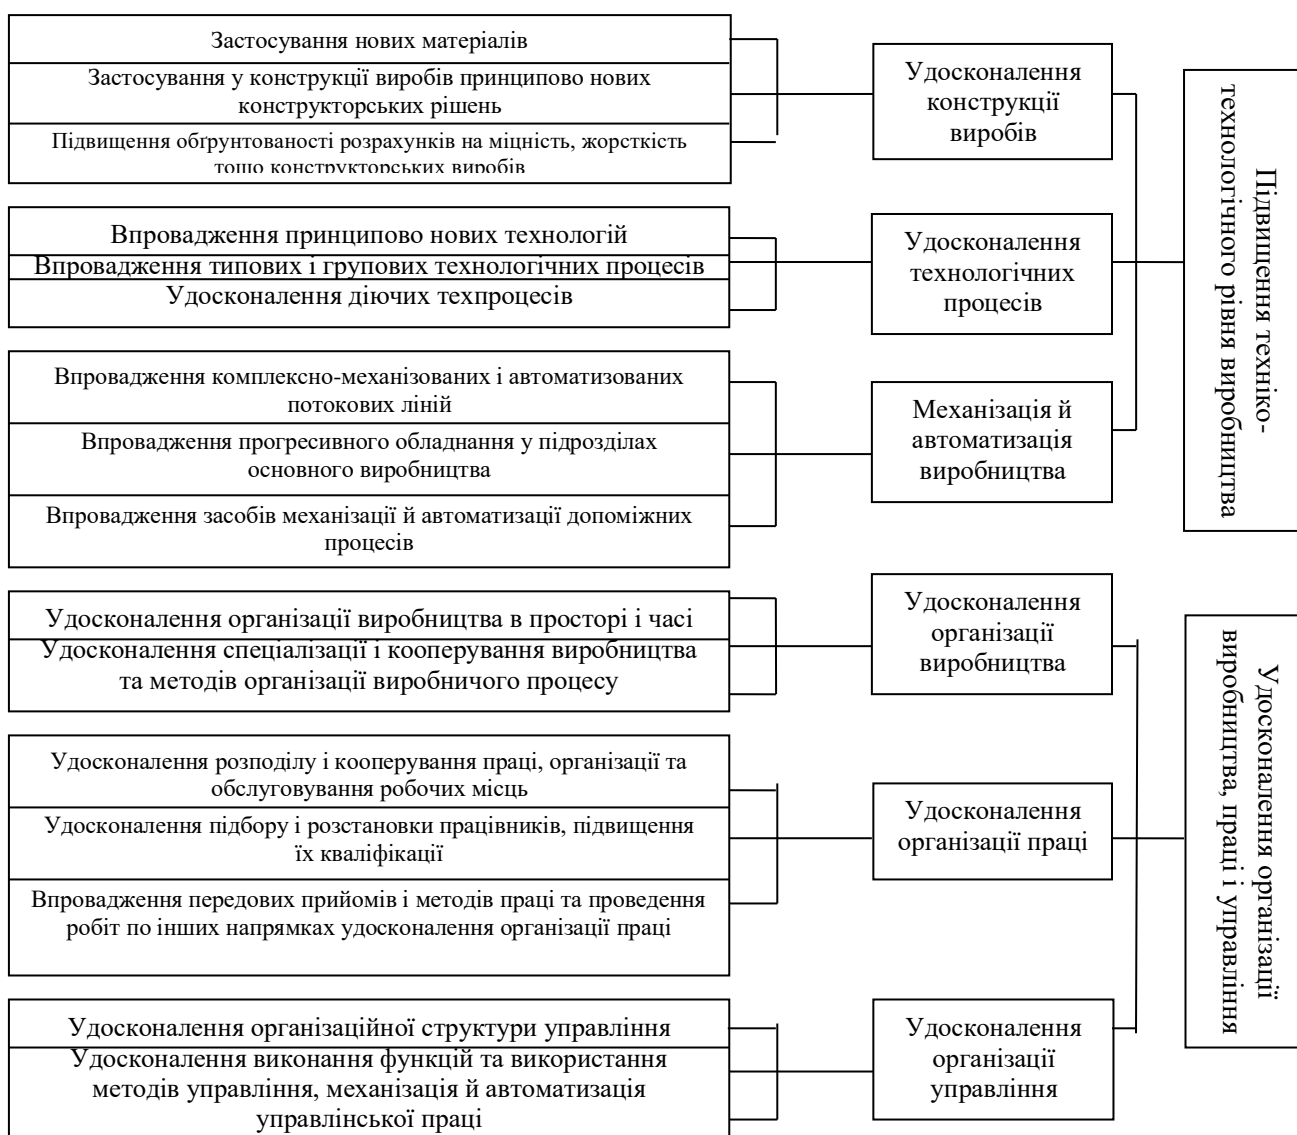 Застосування нових матеріалів
Застосування у конструкції виробів принципово нових
конструкторських рішень
Підвищення обґрунтованості розрахунків на міцність, жорсткість
тощо конструкторських виробів
Удосконалення
конструкції
виробів
Впровадження принципово нових технологій
Впровадження типових і групових технологічних процесів
Удосконалення діючих техпроцесів
Удосконалення
технологічних
процесів
Впровадження комплексно-механізованих і автоматизованих
потокових ліній
Впровадження прогресивного обладнання у підрозділах
основного виробництва
Впровадження засобів механізації й автоматизації допоміжних
процесів
Механізація й
автоматизація
виробництва
Підвищення техніко-
технологічного рівня виробництва
Удосконалення організації виробництва в просторі і часі
Удосконалення спеціалізації і кооперування виробництва
та методів організації виробничого процесу
Удосконалення
організації
виробництва
Удосконалення розподілу і кооперування праці, організації та
обслуговування робочих місць
Удосконалення підбору і розстановки працівників, підвищення
їх кваліфікації
Впровадження передових прийомів і методів праці та проведення
робіт по інших напрямках удосконалення організації праці
Удосконалення
організації праці
Удосконалення організаційної структури управління
Удосконалення виконання функцій та використання
методів управління, механізація й автоматизація
управлінської праці
Удосконалення
організації
управління
Удосконалення організації
виробництва, праці і управління